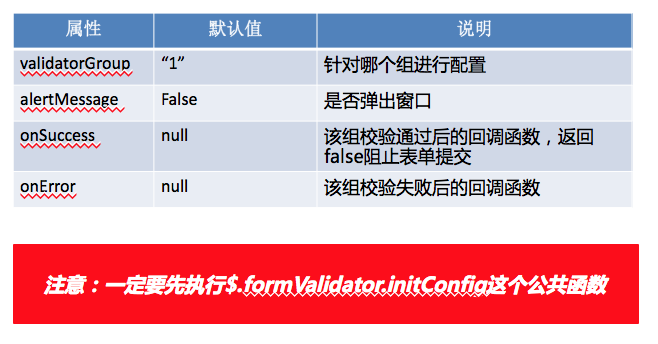 属性 默认值 说明
validatorGroup “1” 针对哪个组进行配置
alertMessage False 是否弹出窗口
onSuccess null 该组校验通过后的回调函数，返回
false阻止表单提交
onError null 该组校验失败后的回调函数
注意：一定要先执行$.formValidator.initConfig这个公共函数